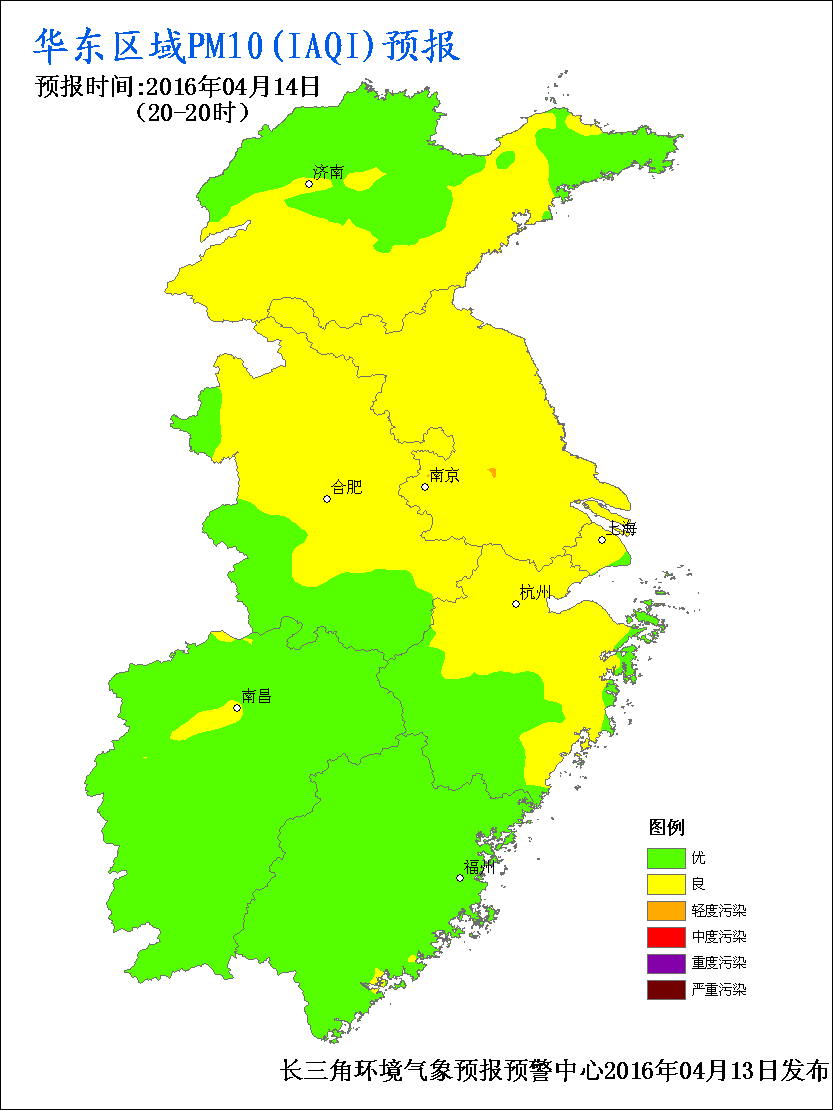 华东区域PM10(IAQI)预报
预报时间:2016年04月14日
(20-20时)
济南
南京
合肥
上海
杭州
南昌
福州
图例
优
良
轻度污染
中度污染
重度污染
严重污染
长三角环境气象预报预警中心2016年04月13日发布